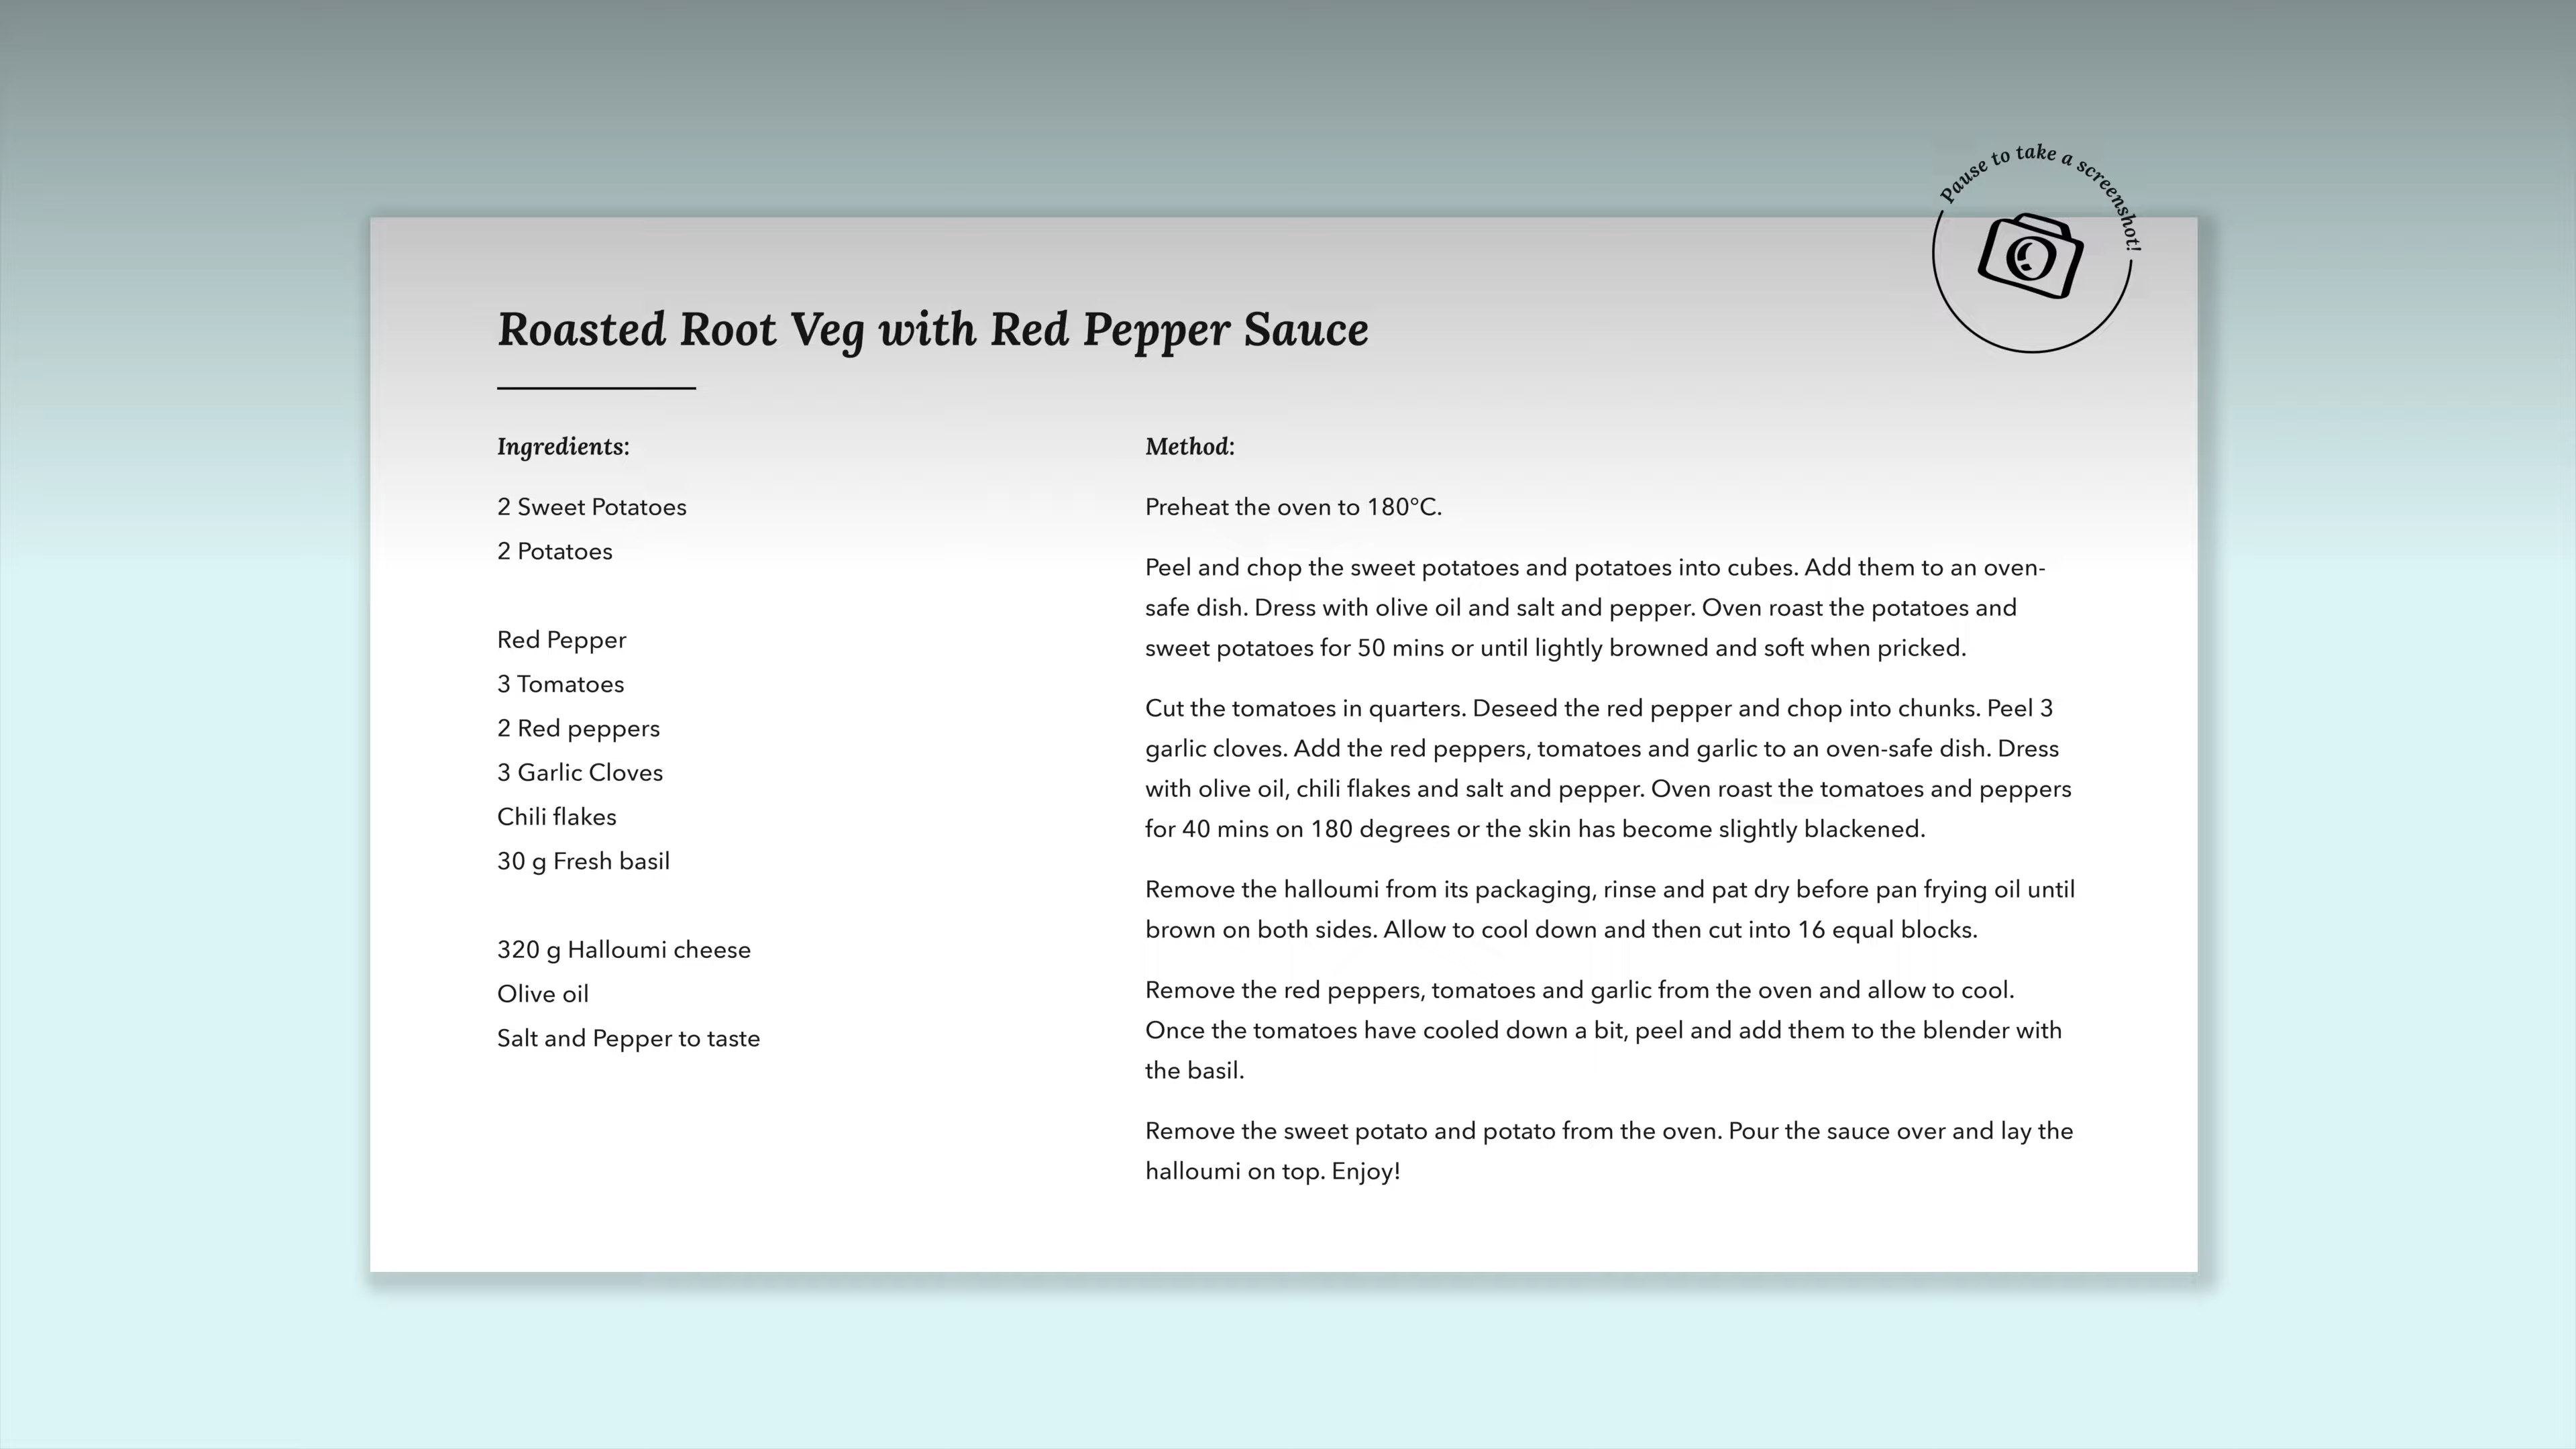 Pause to take a screenshot!
Roasted Root Veg with Red Pepper Sauce
Ingredients:
2 Sweet Potatoes
2 Potatoes
Red Pepper
3 Tomatoes
2 Red peppers
3 Garlic Cloves
Chili flakes
30 g Fresh basil
320 g Halloumi cheese
Olive oil
Salt and Pepper to taste
Method:
Preheat the oven to 180°C.
Peel and chop the sweet potatoes and potatoes into cubes. Add them to an oven-
safe dish. Dress with olive oil and salt and pepper. Oven roast the potatoes and
sweet potatoes for 50 mins or until lightly browned and soft when pricked.
Cut the tomatoes in quarters. Deseed the red pepper and chop into chunks. Peel 3
garlic cloves. Add the red peppers, tomatoes and garlic to an oven-safe dish. Dress
with olive oil, chili flakes and salt and pepper. Oven roast the tomatoes and peppers
for 40 mins on 180 degrees or the skin has become slightly blackened.
Remove the halloumi from its packaging, rinse and pat dry before pan frying oil until
brown on both sides. Allow to cool down and then cut into 16 equal blocks.
Remove the red peppers, tomatoes and garlic from the oven and allow to cool.
Once the tomatoes have cooled down a bit, peel and add them to the blender with
the basil.
Remove the sweet potato and potato from the oven. Pour the sauce over and lay the
halloumi on top. Enjoy!